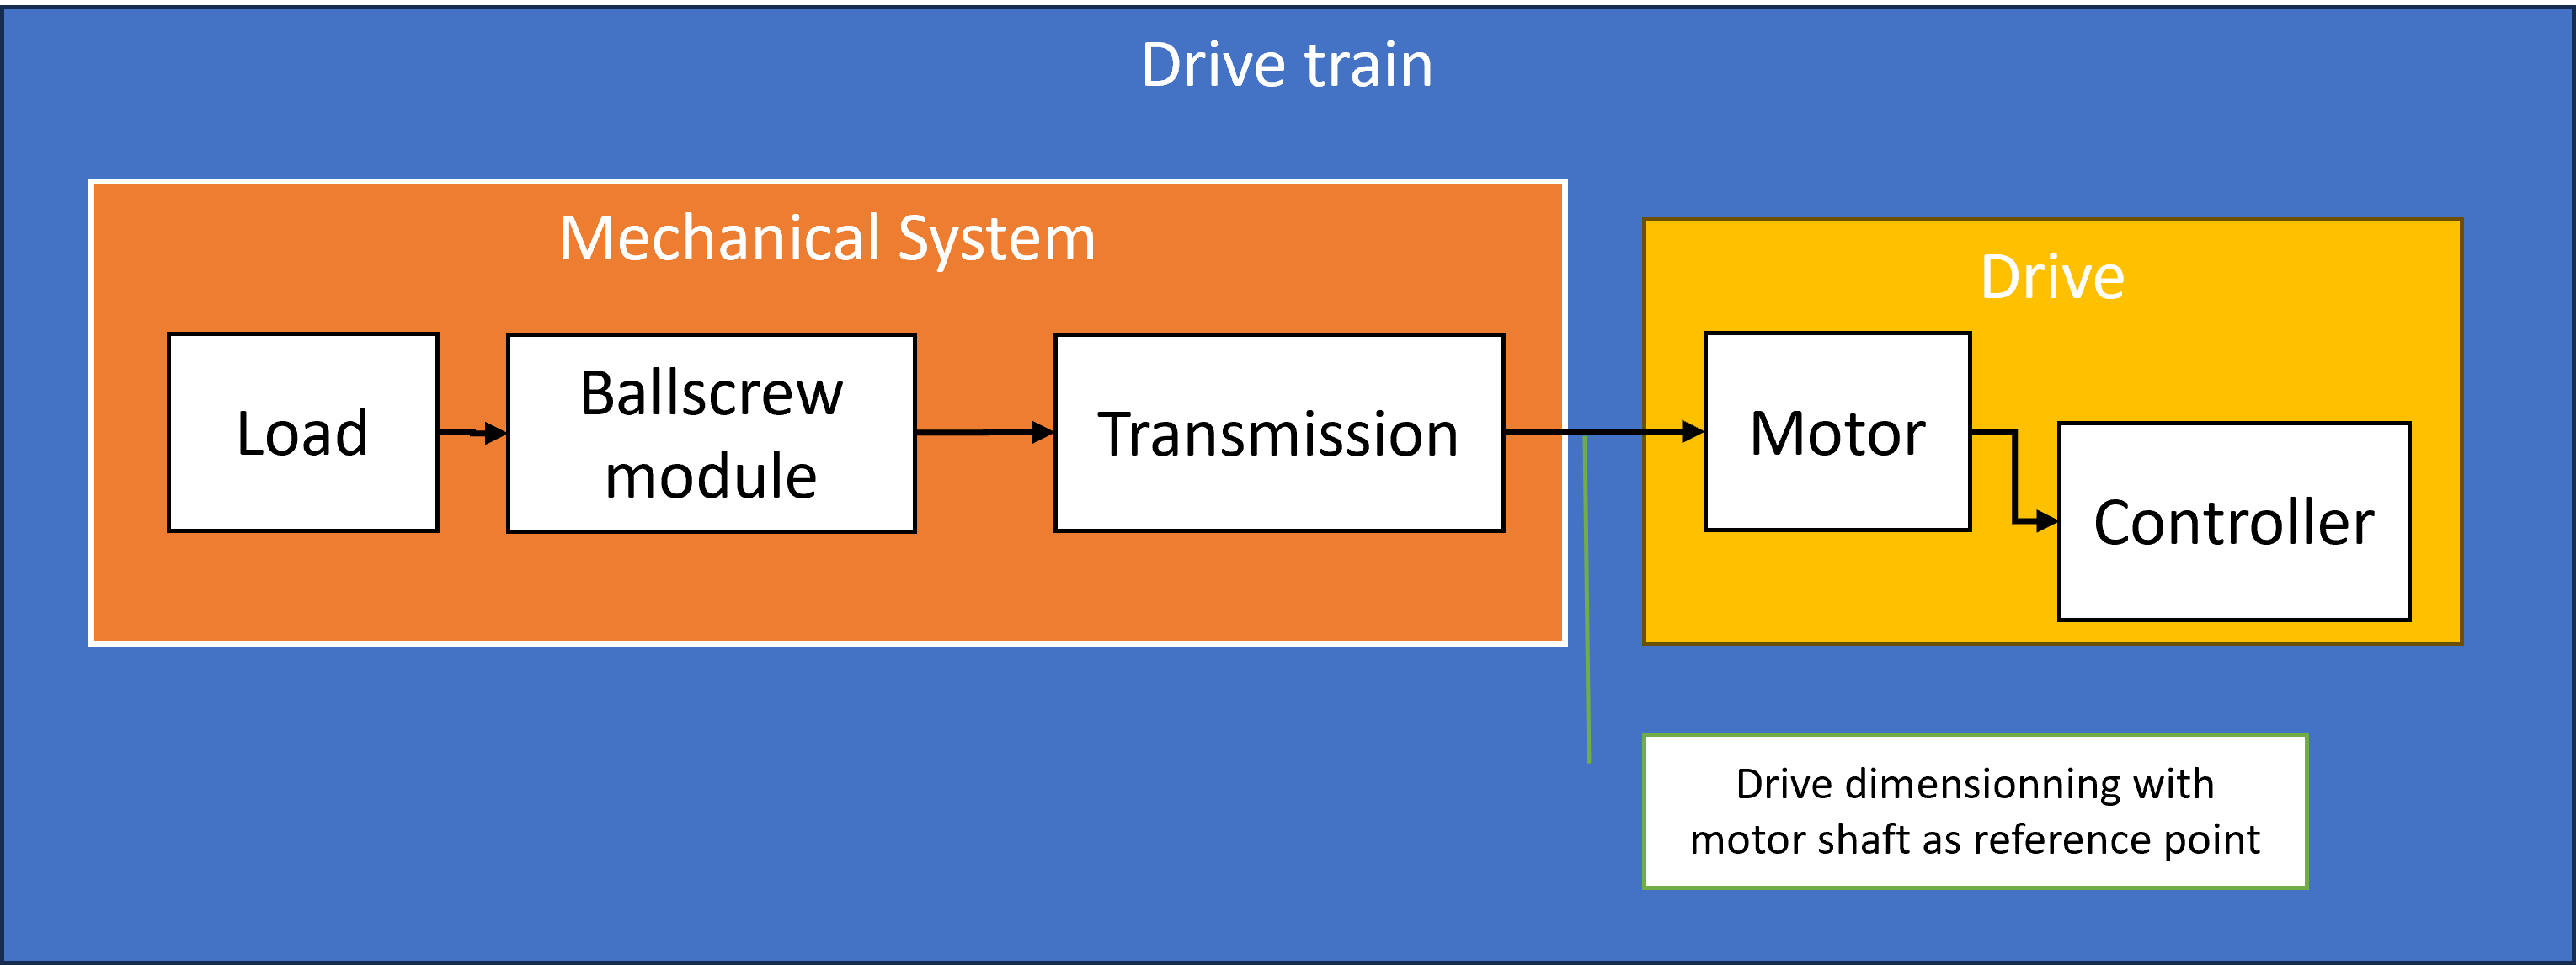 Drive train
Mechanical System
Drive
Load
Ballscrew
module
Transmission
Motor
Controller
Drive dimensionning with
motor shaft as reference point